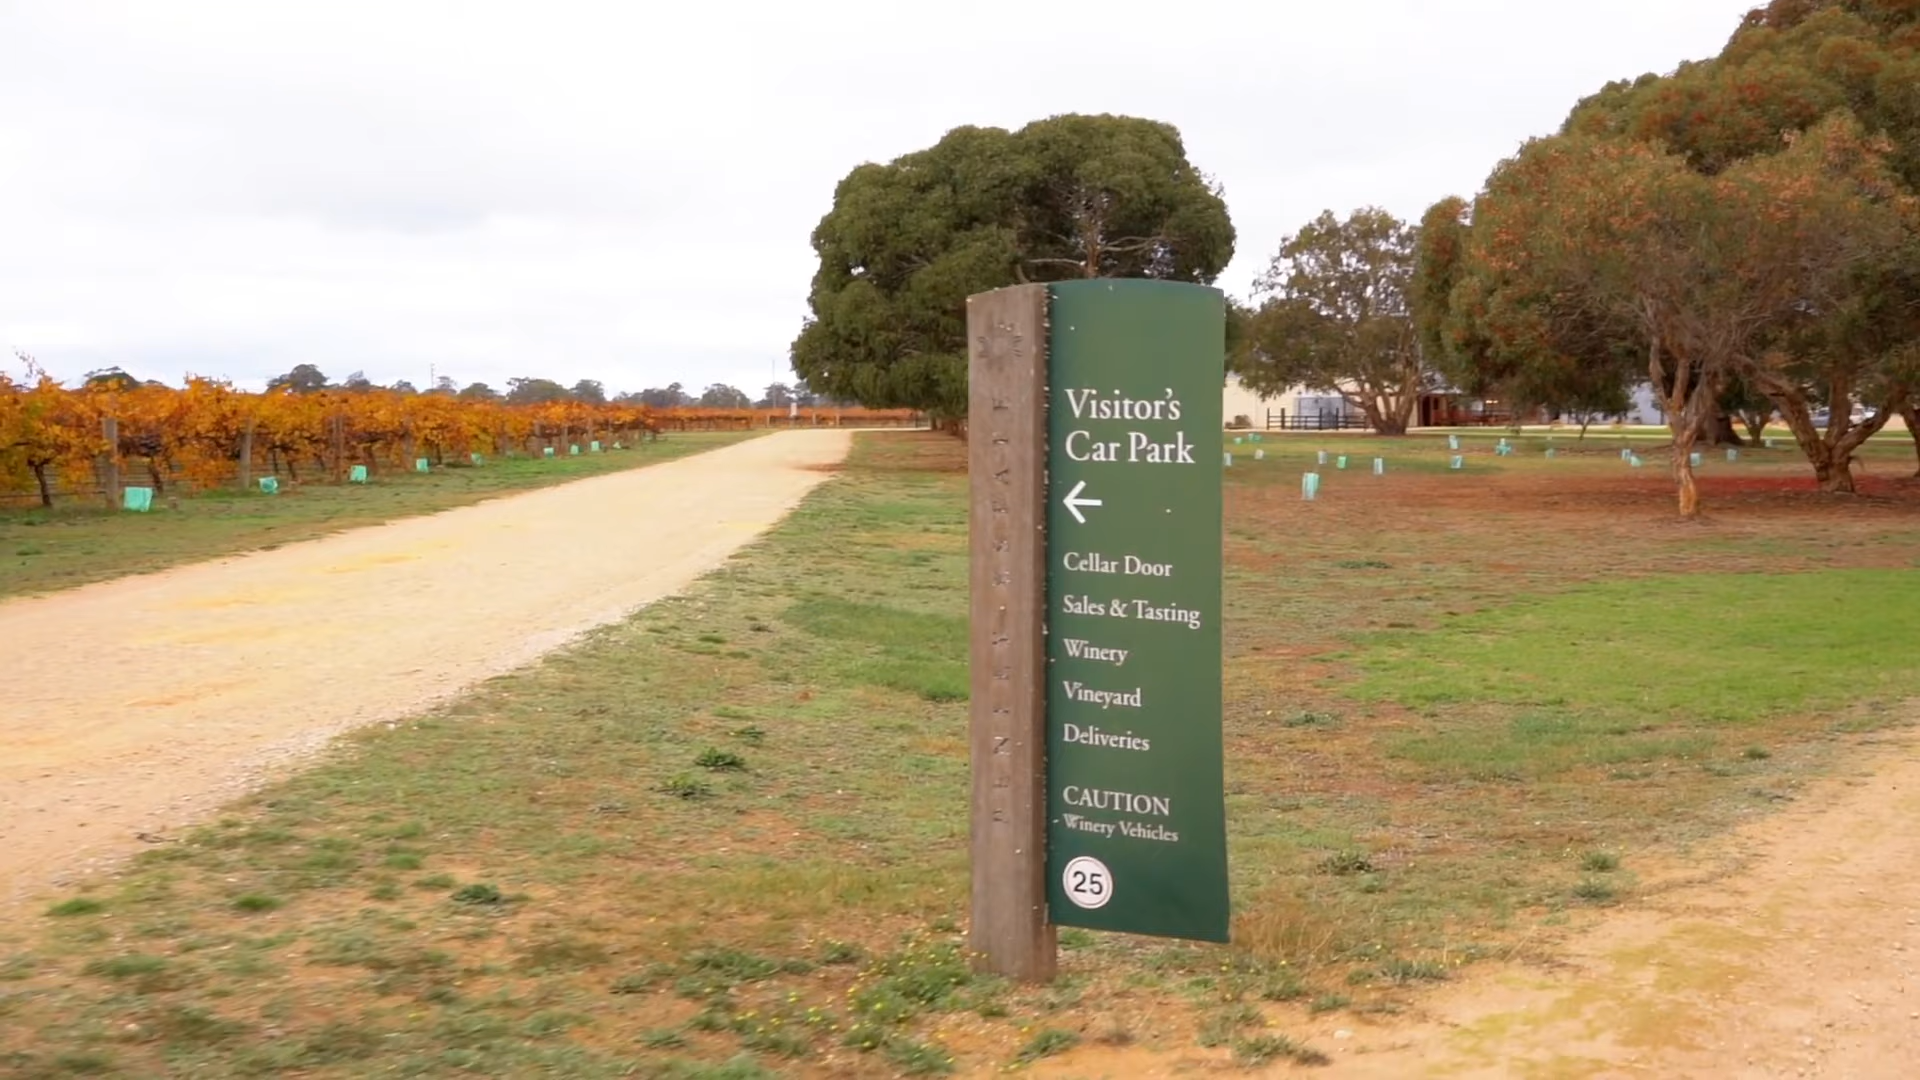 Visitor's
Car Park
←
Cellar Door
Sales & Tasting
Winery
Vineyard
Deliveries
CAUTION
Winery Vehicles
25